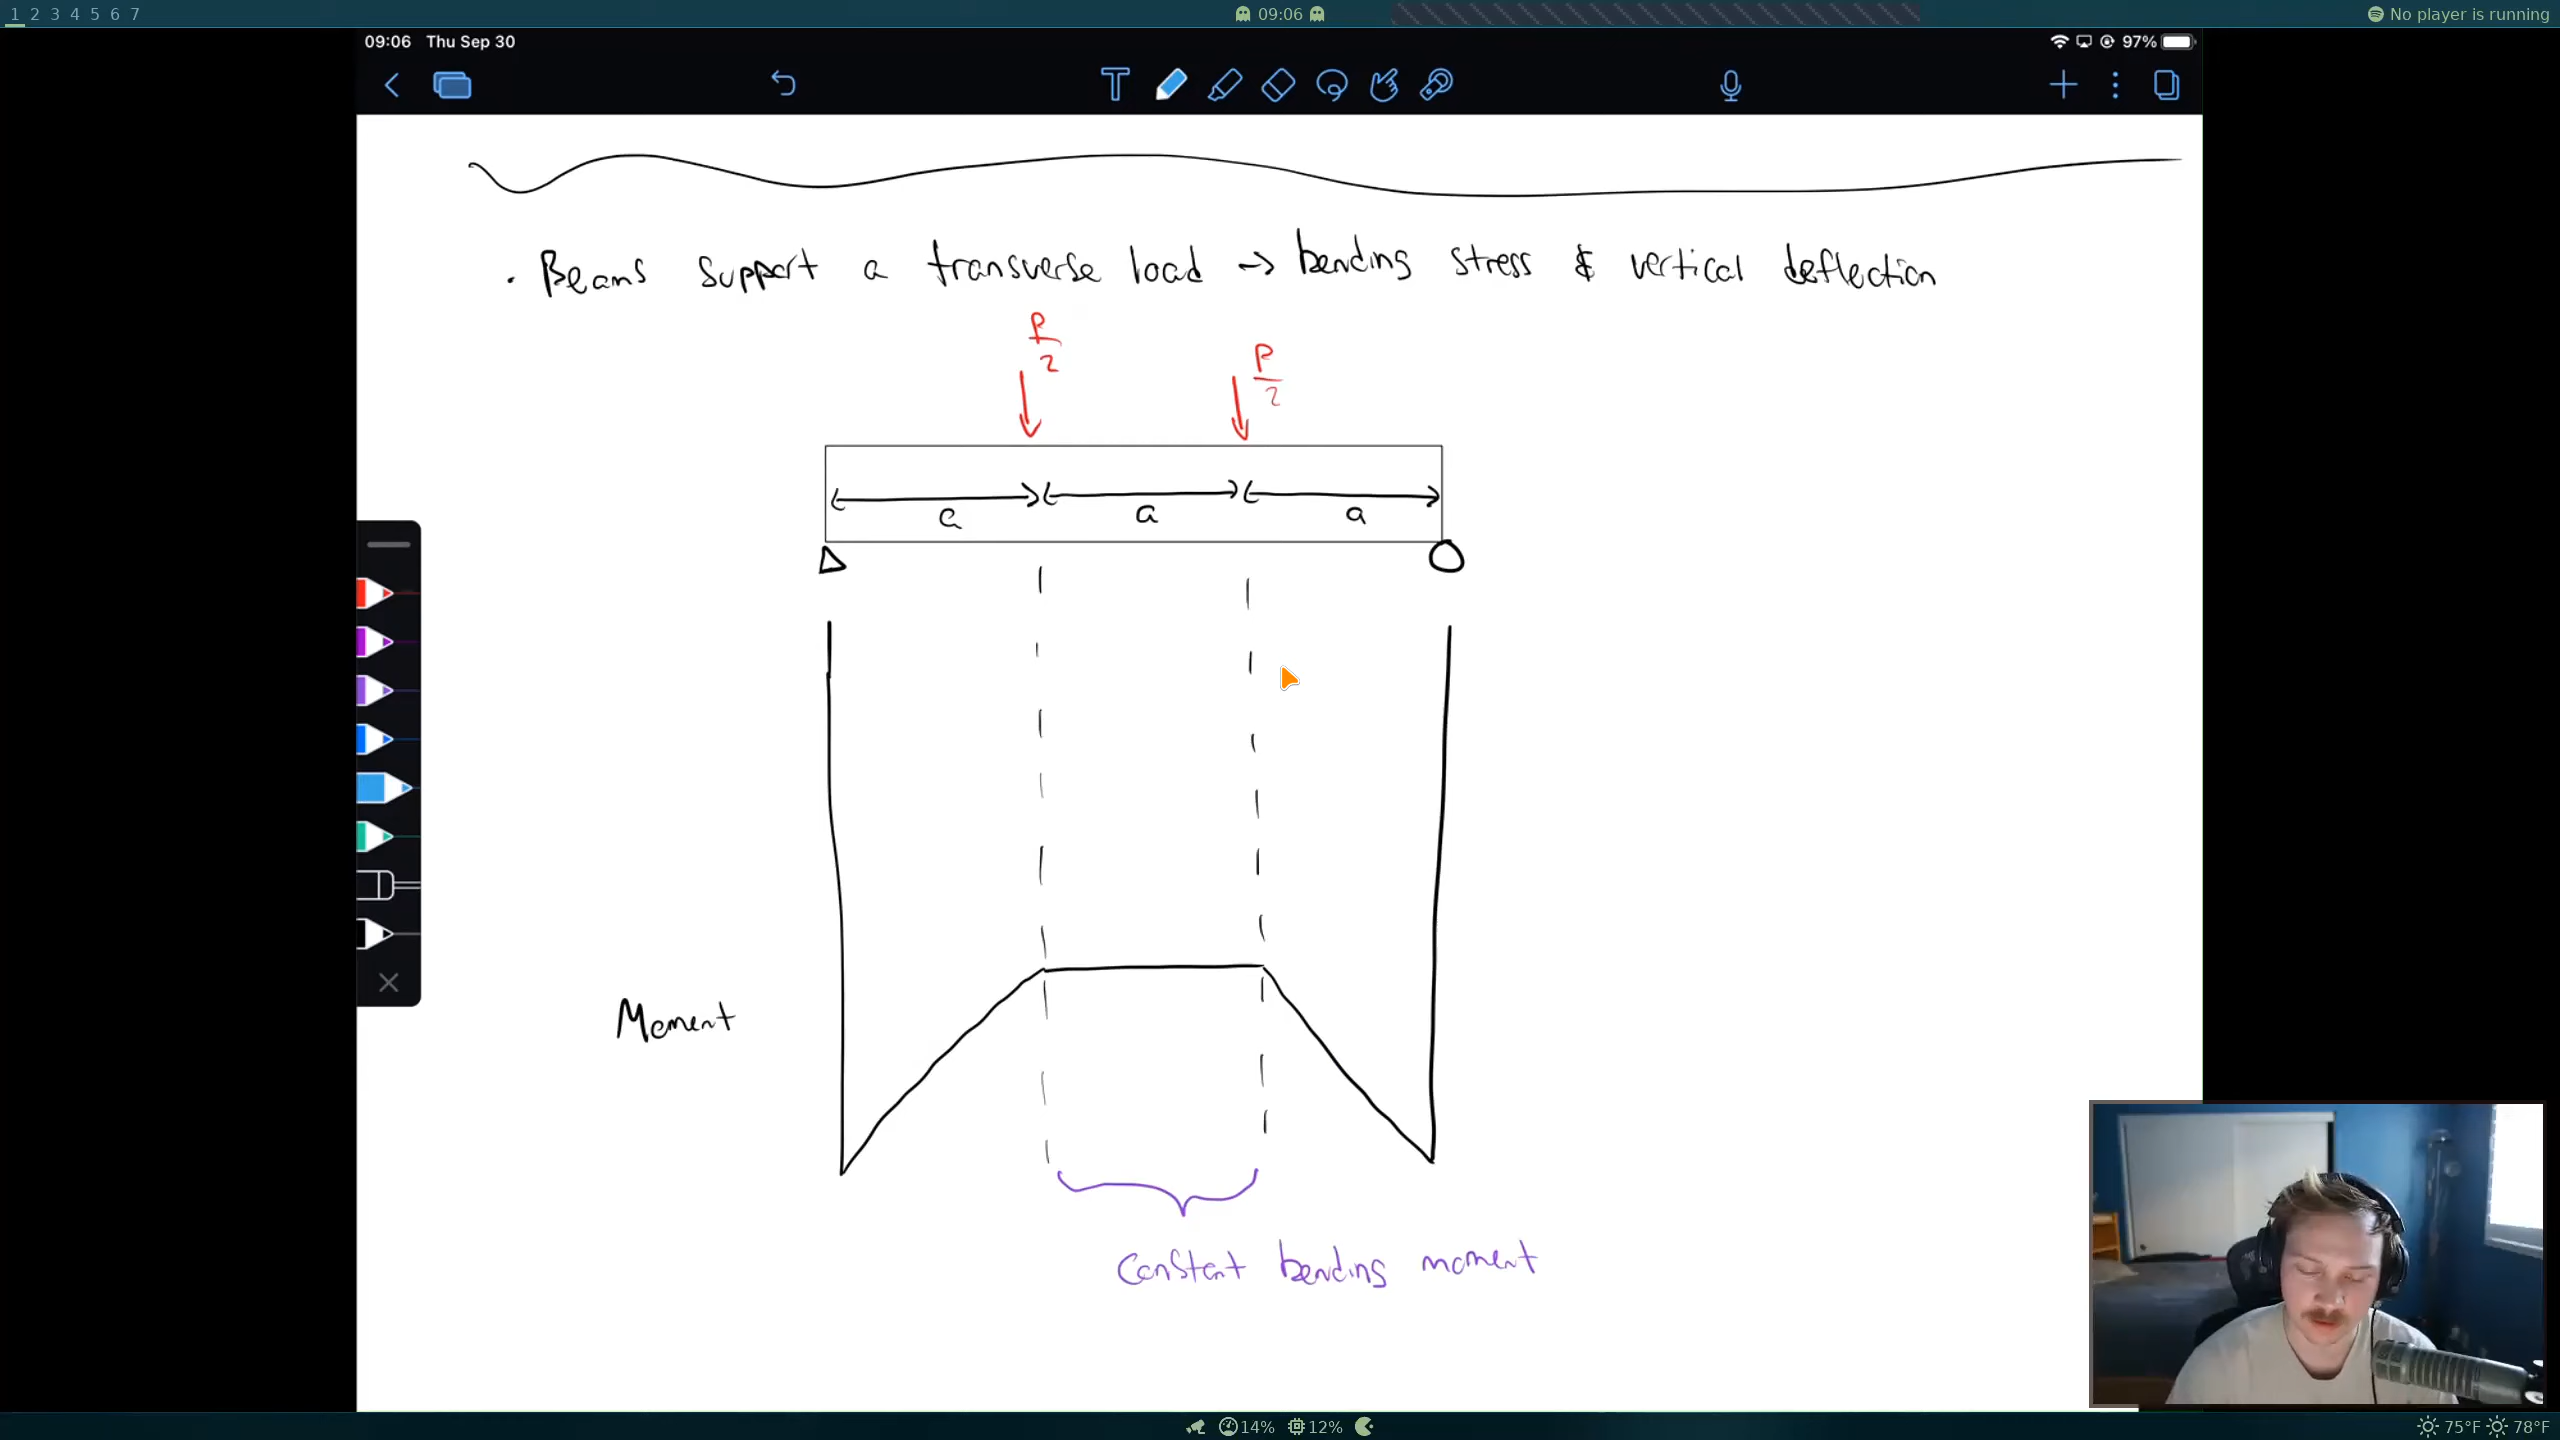 1 2 3 4 5 6 7
09:06
No player is running
09:06 Thu Sep 30
97%
T
· Beams support a transverse load → bending stress & vertical deflection
P
2
P
2
a a a
Moment
Constant bending moment
14% 12%
75°F 78°F